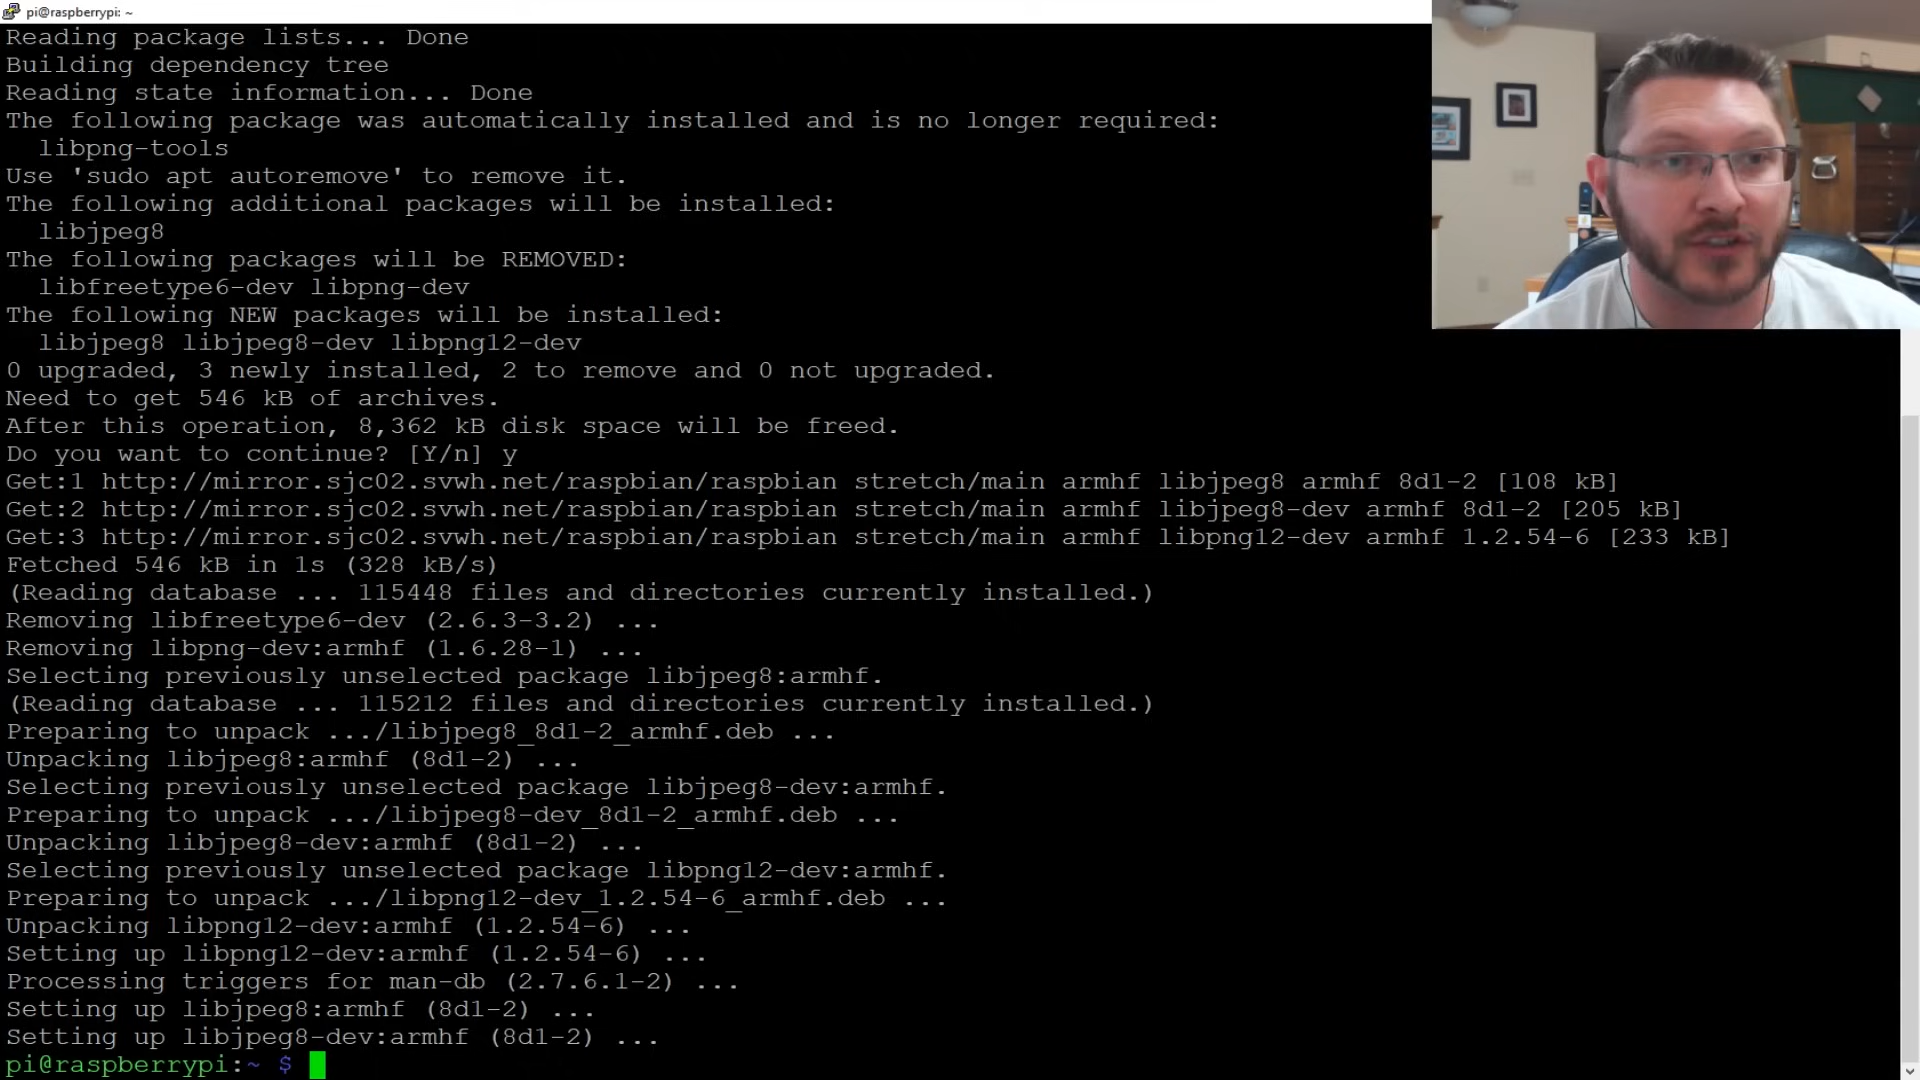 pi@raspberrypi: ~
Reading package lists... Done
Building dependency tree
Reading state information... Done
The following package was automatically installed and is no longer required:
  libpng-tools
Use 'sudo apt autoremove' to remove it.
The following additional packages will be installed:
  libjpeg8
The following packages will be REMOVED:
  libfreetype6-dev libpng-dev
The following NEW packages will be installed:
  libjpeg8 libjpeg8-dev libpng12-dev
0 upgraded, 3 newly installed, 2 to remove and 0 not upgraded.
Need to get 546 kB of archives.
After this operation, 8,362 kB disk space will be freed.
Do you want to continue? [Y/n] y
Get:1 http://mirror.sjc02.svwh.net/raspbian/raspbian stretch/main armhf libjpeg8 armhf 8d1-2 [108 kB]
Get:2 http://mirror.sjc02.svwh.net/raspbian/raspbian stretch/main armhf libjpeg8-dev armhf 8d1-2 [205 kB]
Get:3 http://mirror.sjc02.svwh.net/raspbian/raspbian stretch/main armhf libpng12-dev armhf 1.2.54-6 [233 kB]
Fetched 546 kB in 1s (328 kB/s)
(Reading database ... 115448 files and directories currently installed.)
Removing libfreetype6-dev (2.6.3-3.2) ...
Removing libpng-dev:armhf (1.6.28-1) ...
Selecting previously unselected package libjpeg8:armhf.
(Reading database ... 115212 files and directories currently installed.)
Preparing to unpack .../libjpeg8_8d1-2_armhf.deb ...
Unpacking libjpeg8:armhf (8d1-2) ...
Selecting previously unselected package libjpeg8-dev:armhf.
Preparing to unpack .../libjpeg8-dev_8d1-2_armhf.deb ...
Unpacking libjpeg8-dev:armhf (8d1-2) ...
Selecting previously unselected package libpng12-dev:armhf.
Preparing to unpack .../libpng12-dev_1.2.54-6_armhf.deb ...
Unpacking libpng12-dev:armhf (1.2.54-6) ...
Setting up libpng12-dev:armhf (1.2.54-6) ...
Processing triggers for man-db (2.7.6.1-2) ...
Setting up libjpeg8:armhf (8d1-2) ...
Setting up libjpeg8-dev:armhf (8d1-2) ...
pi@raspberrypi:~ $